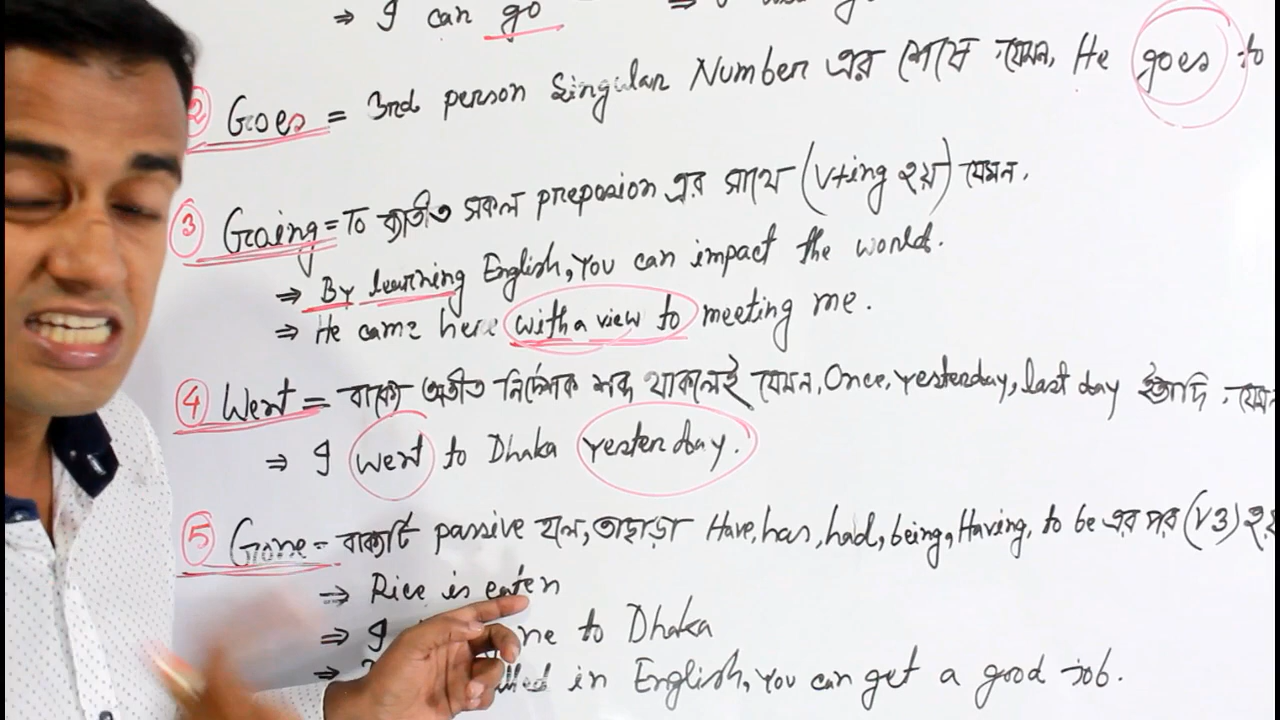 ⇒ I can go ⇒
② Goes = 3rd person Singular Number এর শেষে যেমন, He goes to
③ Going = To ব্যতীত সকল preposion এর সাথে (V+ing হয়) যেমন,
⇒ By learning English, You can impact the world.
⇒ He came here with a view to meeting me.
④ Went = বাক্যে অতীত নির্দেশক শব্দ থাকলেই যেমন, Once, Yesterday, last day ইত্যাদি, যেমন
⇒ I went to Dhaka yesterday.
⑤ Gone = বাক্যটি passive হলে, তাছাড়া Have, has, had, being, Having, to be এর পর (V3) হয়
⇒ Rice is eaten
⇒ I to Dhaka
⇒ in English, You can get a good job.